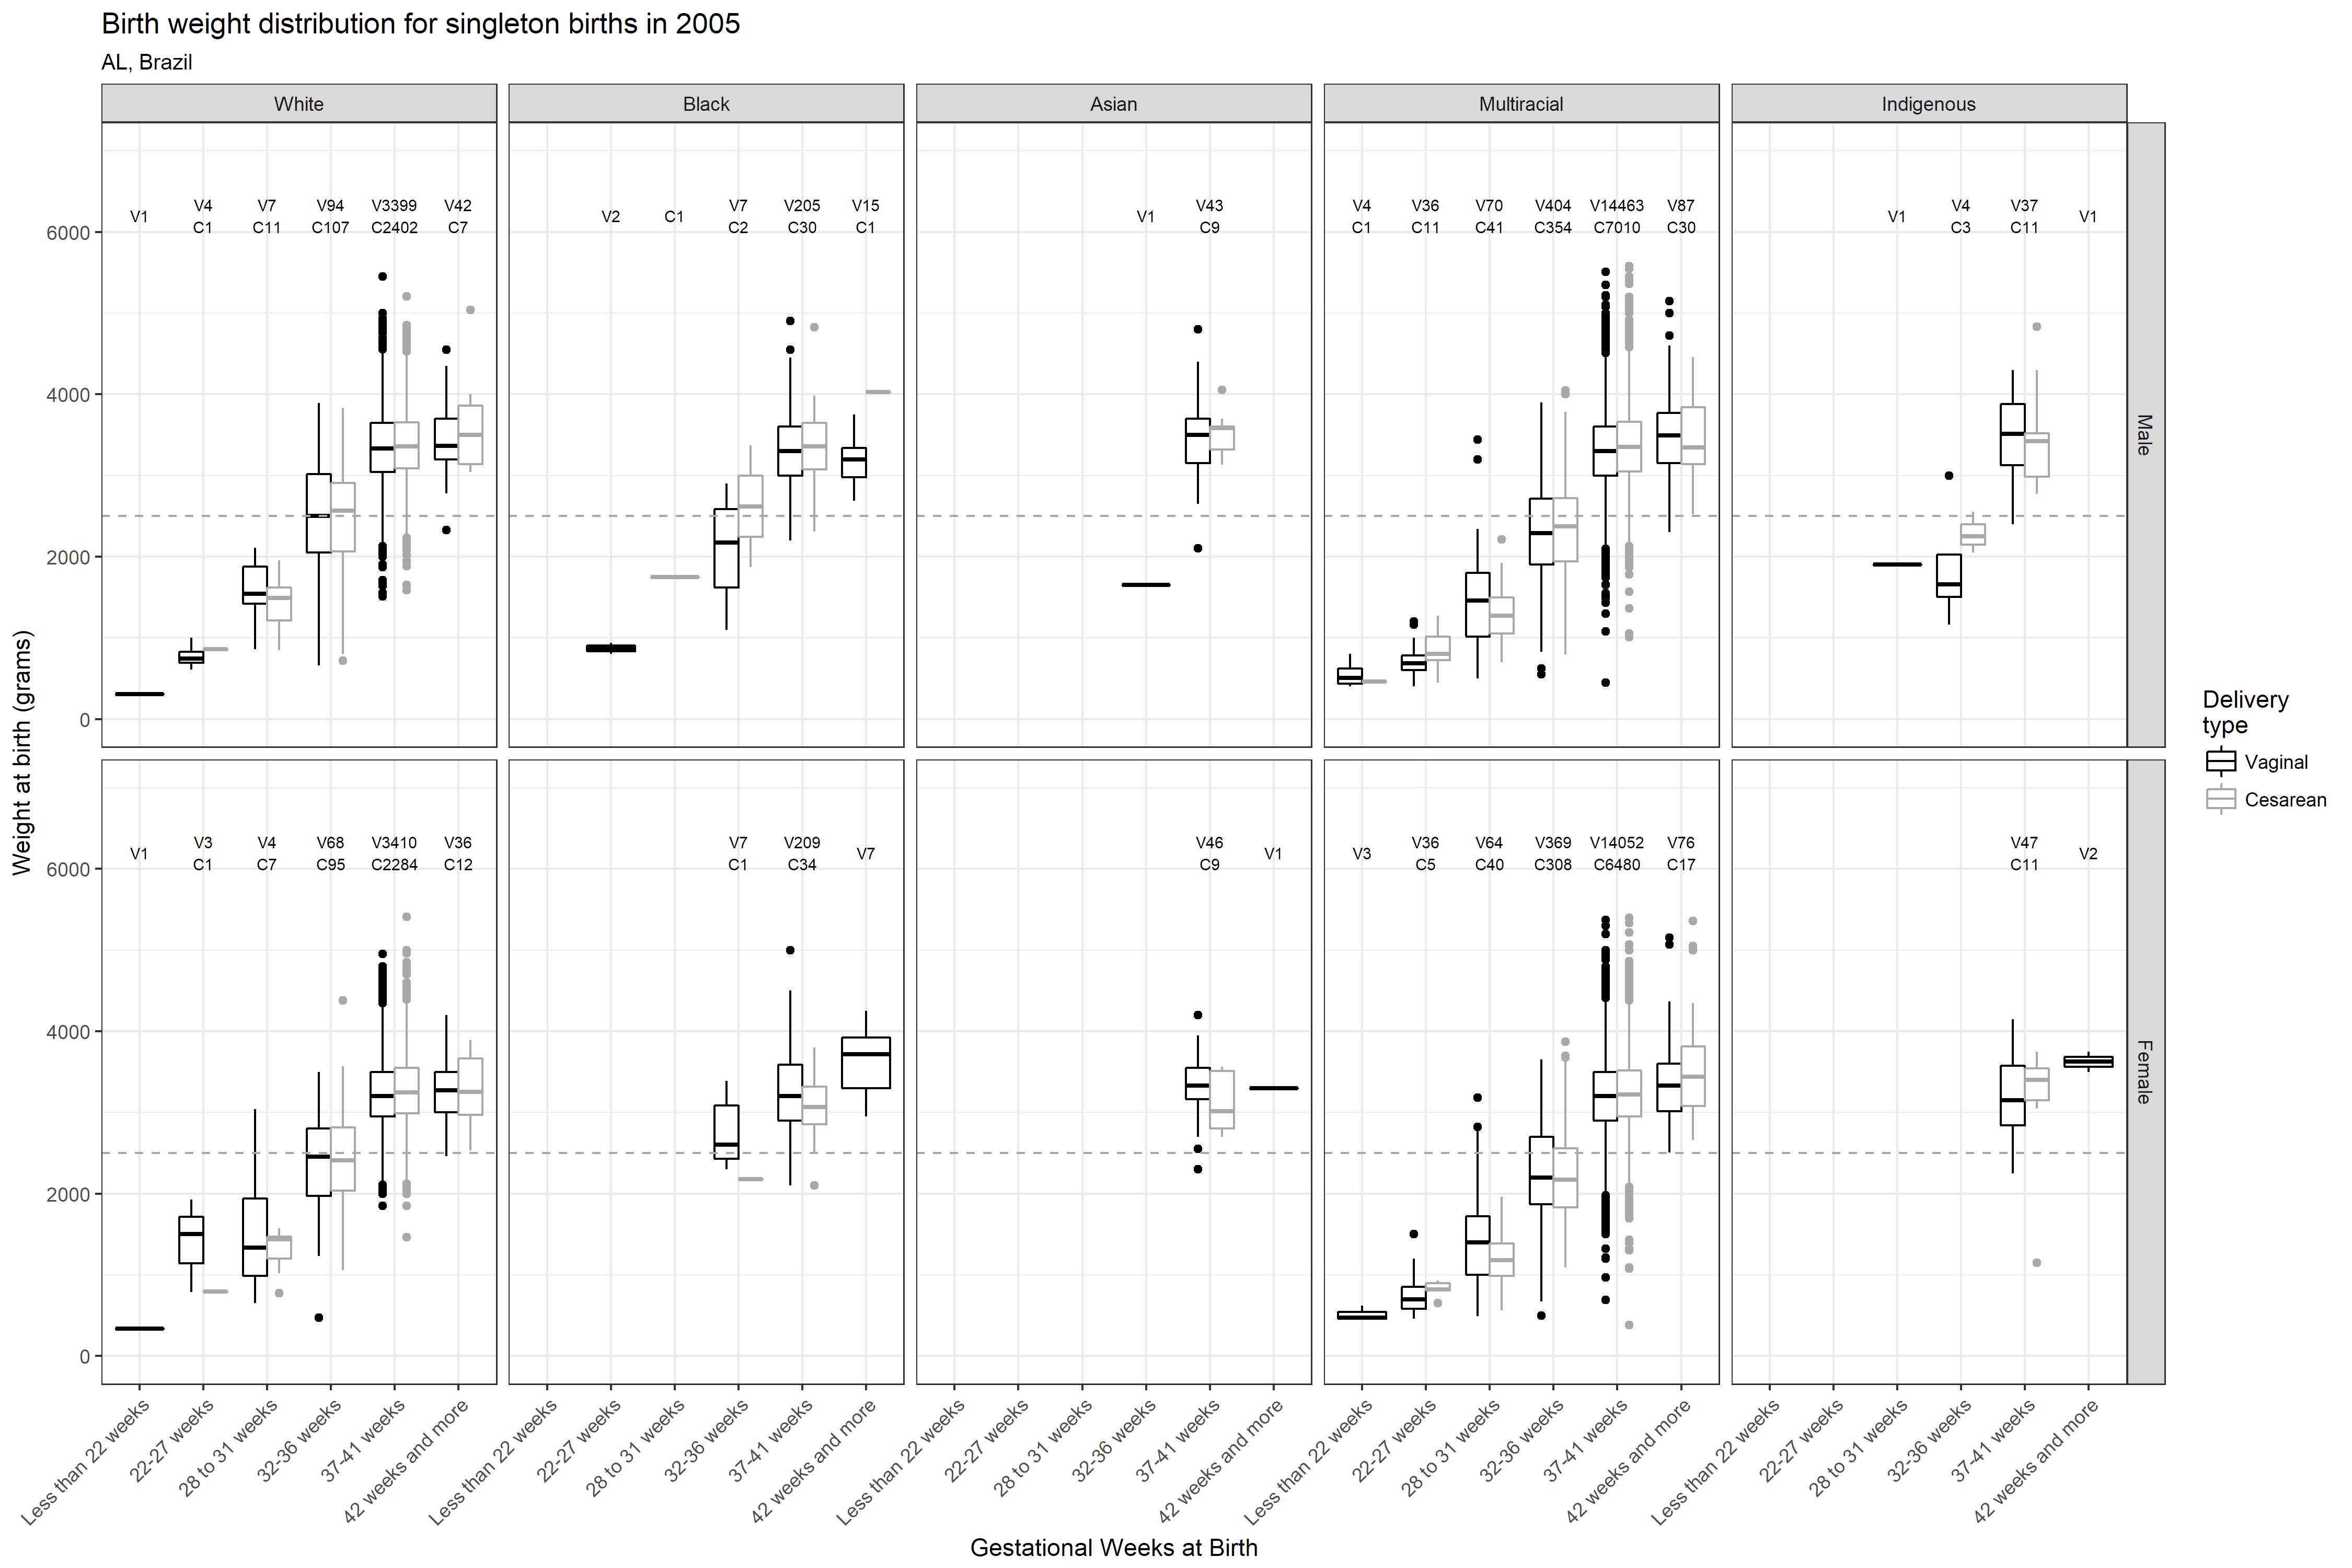 Birth weight distribution for singleton births in 2005
AL, Brazil
White
Black
Asian
Multiracial
Indigenous
Male
Female
Weight at birth (grams)
6000
4000
2000
0
6000
4000
2000
0
V1
V4
C1
V7
C11
V94
C107
V3399
C2402
V42
C7
V2
C1
V7
C2
V205
C30
V15
C1
V1
V43
C9
V4
C1
V36
C11
V70
C41
V404
C354
V14463
C7010
V87
C30
V1
V4
C3
V37
C11
V1
V1
V3
C1
V4
C7
V68
C95
V3410
C2284
V36
C12
V7
C1
V209
C34
V7
V46
C9
V1
V3
V36
C5
V64
C40
V369
C308
V14052
C6480
V76
C17
V47
C11
V2
Less than 22 weeks
22-27 weeks
28 to 31 weeks
32-36 weeks
37-41 weeks
42 weeks and more
Less than 22 weeks
22-27 weeks
28 to 31 weeks
32-36 weeks
37-41 weeks
42 weeks and more
Less than 22 weeks
22-27 weeks
28 to 31 weeks
32-36 weeks
37-41 weeks
42 weeks and more
Less than 22 weeks
22-27 weeks
28 to 31 weeks
32-36 weeks
37-41 weeks
42 weeks and more
Less than 22 weeks
22-27 weeks
28 to 31 weeks
32-36 weeks
37-41 weeks
42 weeks and more
Gestational Weeks at Birth
Delivery
type
Vaginal
Cesarean